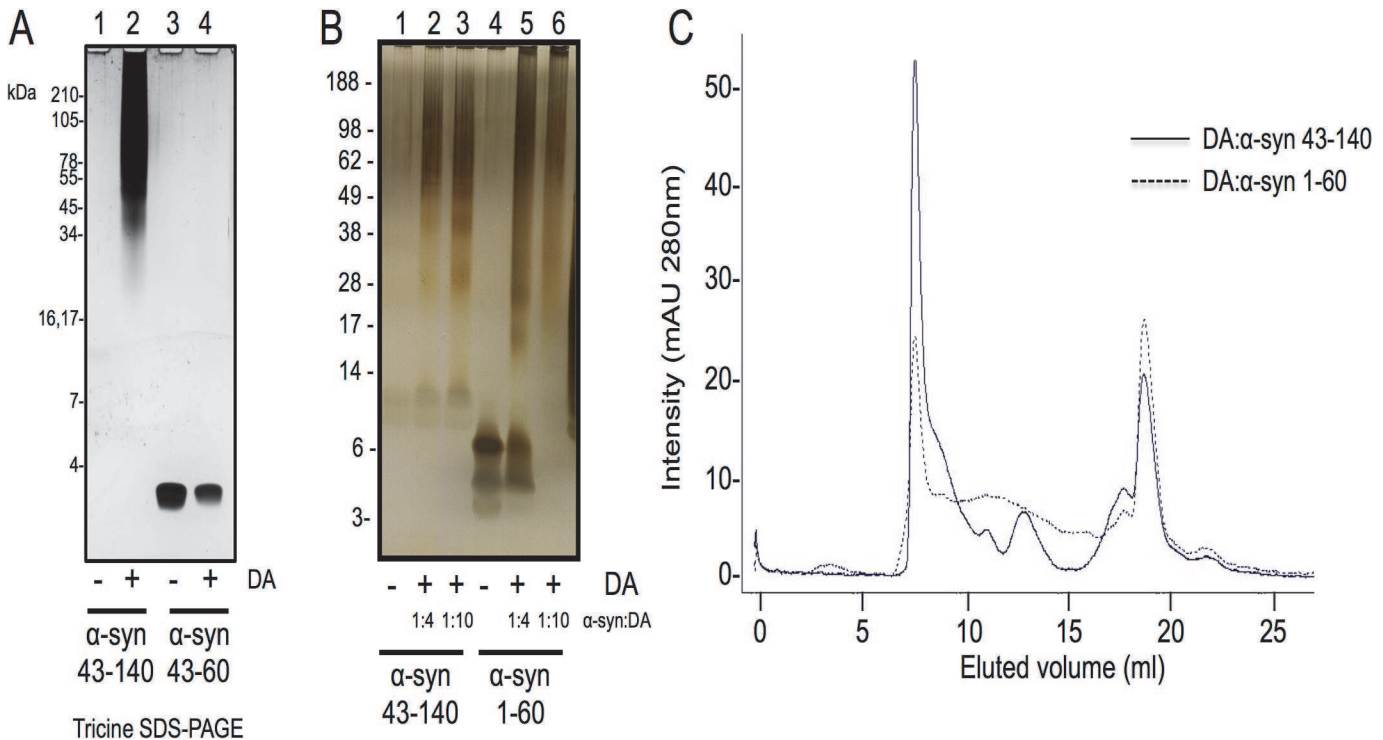 A
1 2 3 4
kDa
210-
105-
78-
55-
45-
34-
16,17-
7-
4-
- + - + DA
α-syn α-syn
43-140 43-60
Tricine SDS-PAGE
B
1 2 3 4 5 6
188 -
98 -
62 -
49 -
38 -
28 -
17 -
14 -
6 -
3-
- + + - + + DA
1:4 1:10 1:4 1:10 α-syn:DA
α-syn α-syn
43-140 1-60
C
DA:α-syn 43-140
DA:α-syn 1-60
Intensity (mAU 280nm)
50-
40-
30-
20-
10-
0-
0 5 10 15 20 25
Eluted volume (ml)